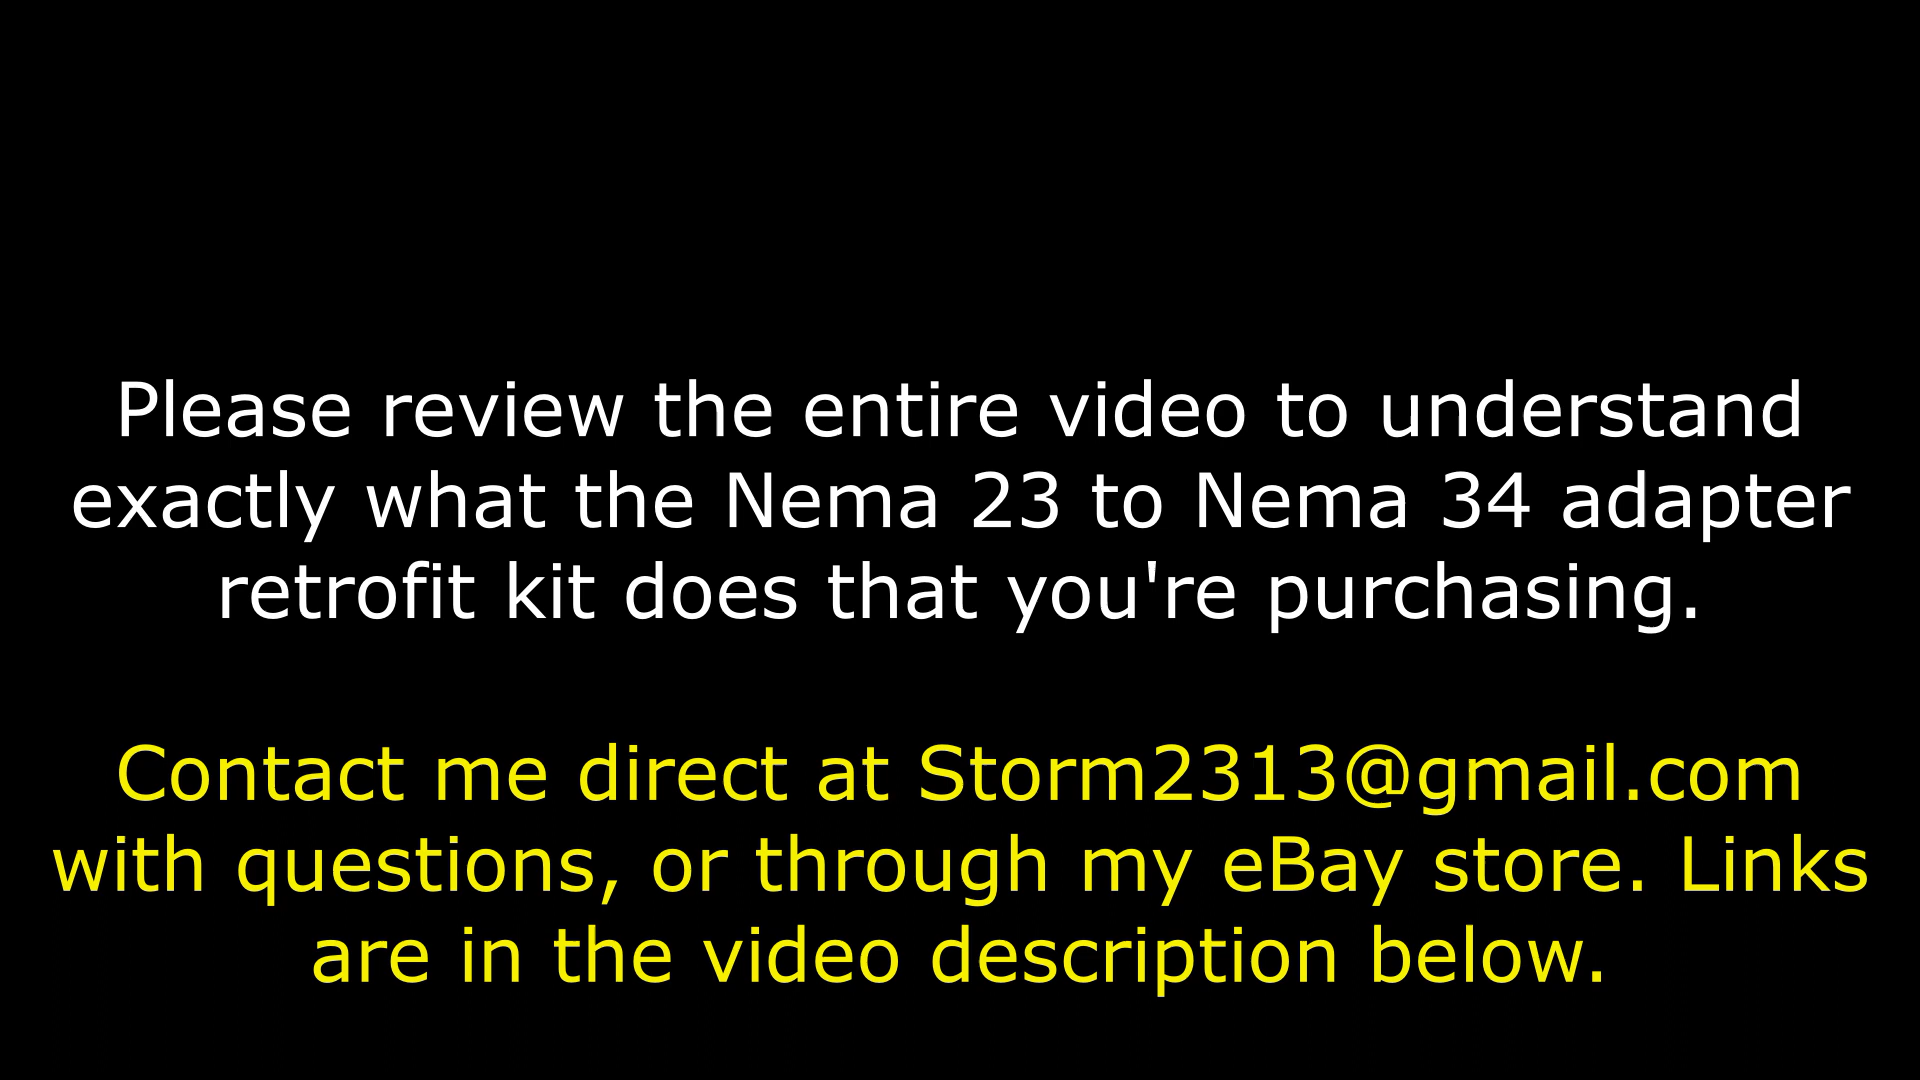 Please review the entire video to understand
exactly what the Nema 23 to Nema 34 adapter
retrofit kit does that you're purchasing.
Contact me direct at Storm2313@gmail.com
with questions, or through my eBay store. Links
are in the video description below.